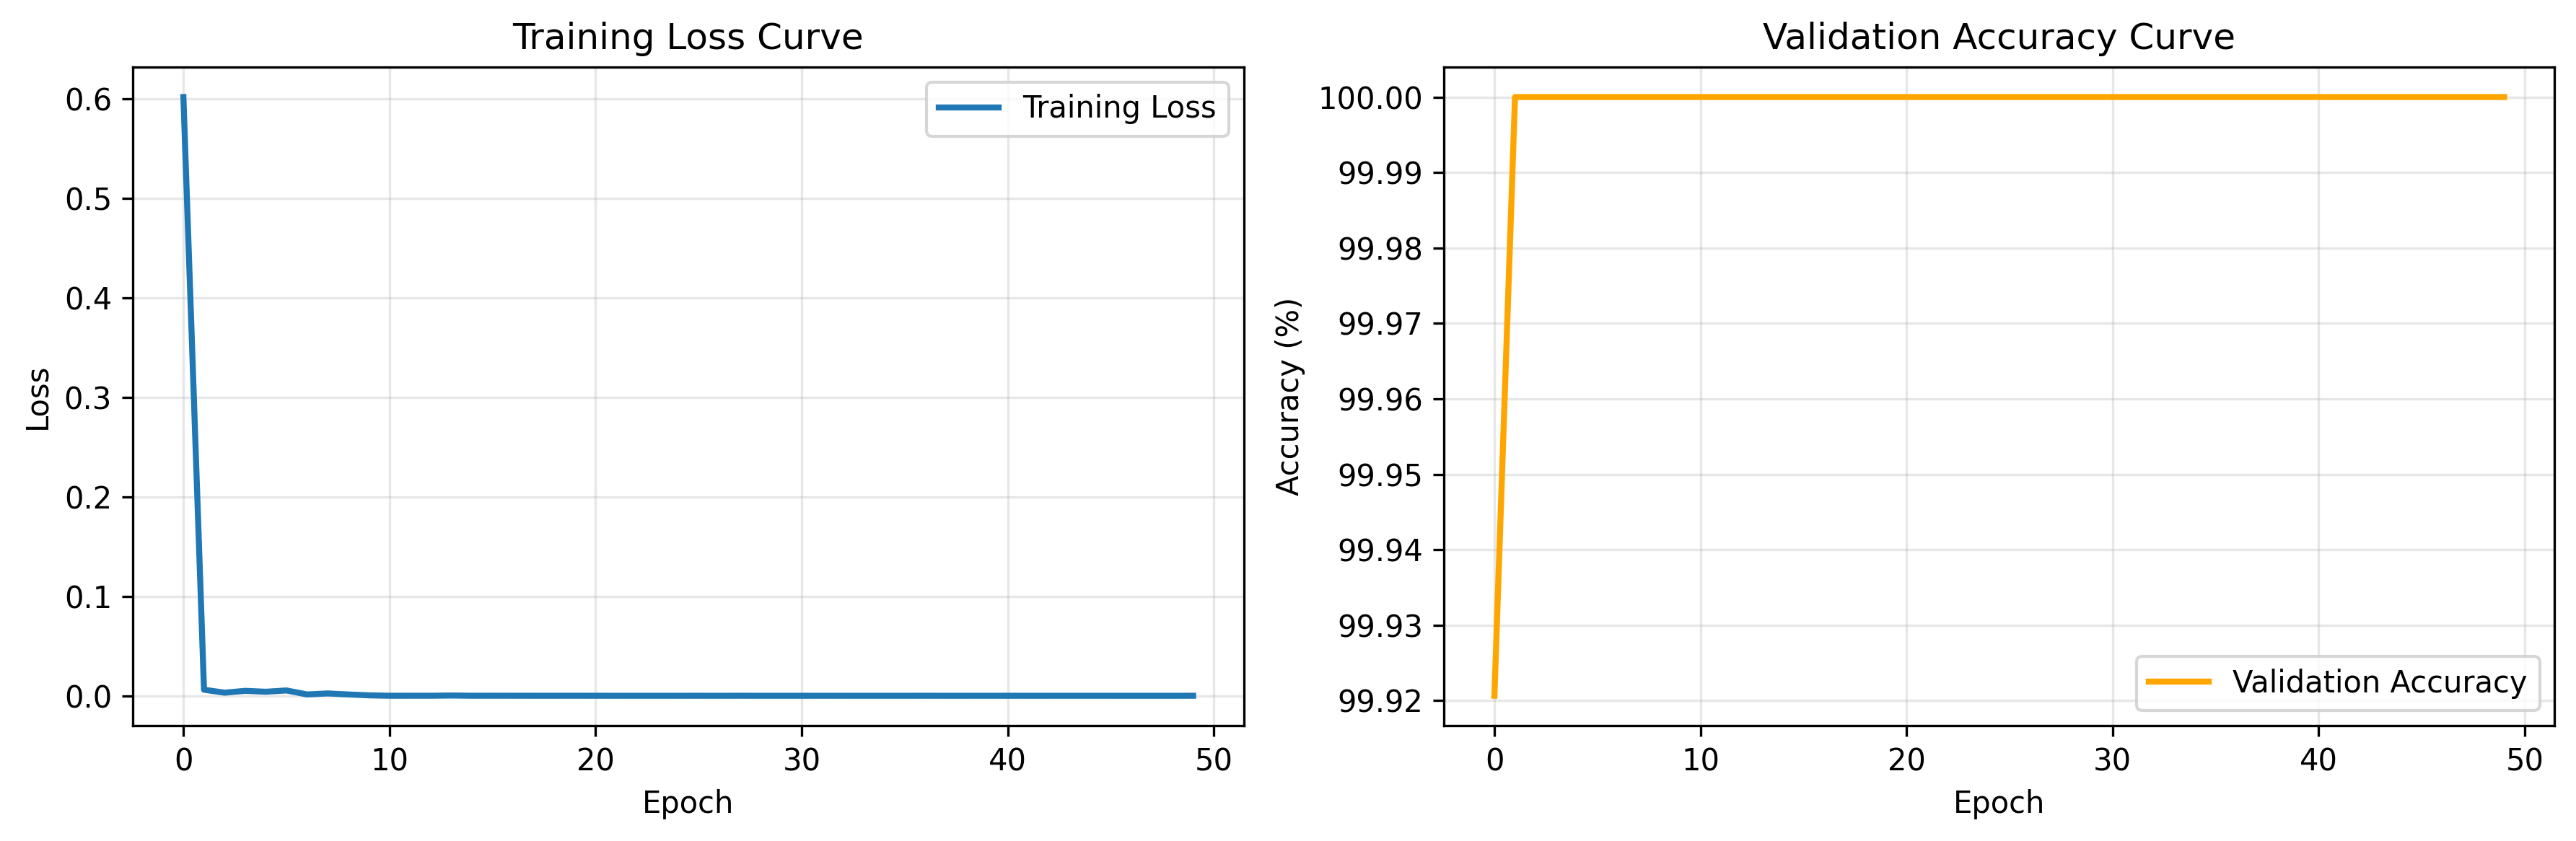 Training Loss Curve
Training Loss
Loss
0.6
0.5
0.4
0.3
0.2
0.1
0.0
0 10 20 30 40 50
Epoch
Validation Accuracy Curve
Accuracy (%)
100.00
99.99
99.98
99.97
99.96
99.95
99.94
99.93
99.92
Validation Accuracy
0 10 20 30 40 50
Epoch